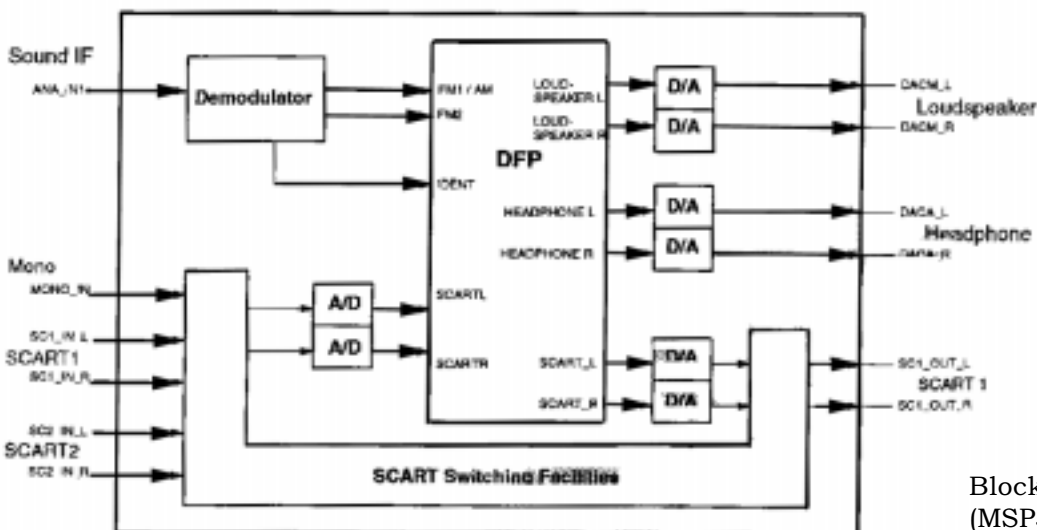 Sound IF
ANA_IN1
Demodulator
FM1 / AM
FM2
IDENT
LOUD-
SPEAKER L
LOUD-
SPEAKER R
DFP
D/A
D/A
DACM_L
Loudspeaker
DACM_R
HEADPHONE L
HEADPHONE R
D/A
D/A
DACA_L
Headphone
DACA_R
Mono
MONO_IN
SC1_IN_L
SCART1
SC1_IN_R
SC2_IN_L
SCART2
SC2_IN_R
A/D
A/D
SCARTL
SCARTR
SCART_L
SCART_R
D/A
D/A
SC1_OUT_L
SCART 1
SC1_OUT_R
SCART Switching Facilities
Block